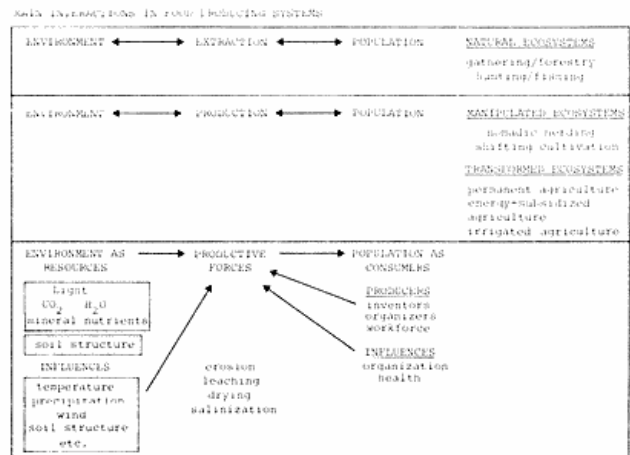 MAIN INTERACTIONS IN FOOD-PRODUCING SYSTEMS
ENVIRONMENT EXTRACTION POPULATION NATURAL ECOSYSTEMS
gathering/forestry
hunting/fishing
ENVIRONMENT PRODUCTION POPULATION MANIPULATED ECOSYSTEMS
nomadic herding
shifting cultivation
TRANSFORMED ECOSYSTEMS
permanent agriculture
energy-subsidized
agriculture
irrigated agriculture
ENVIRONMENT AS PRODUCTIVE POPULATION AS
RESOURCES FORCES CONSUMERS
Light
CO2 H2O
mineral nutrients
soil structure
PRODUCERS
inventors
organizers
workforce
INFLUENCES
temperature
precipitation
wind
soil structure
etc.
erosion
leaching
drying
salinization
INFLUENCES
organization
health